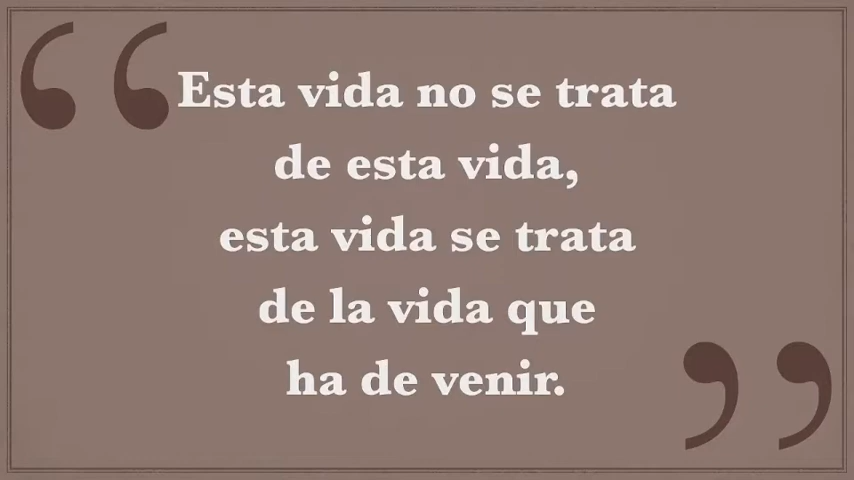 “Esta vida no se trata
de esta vida,
esta vida se trata
de la vida que
ha de venir.”